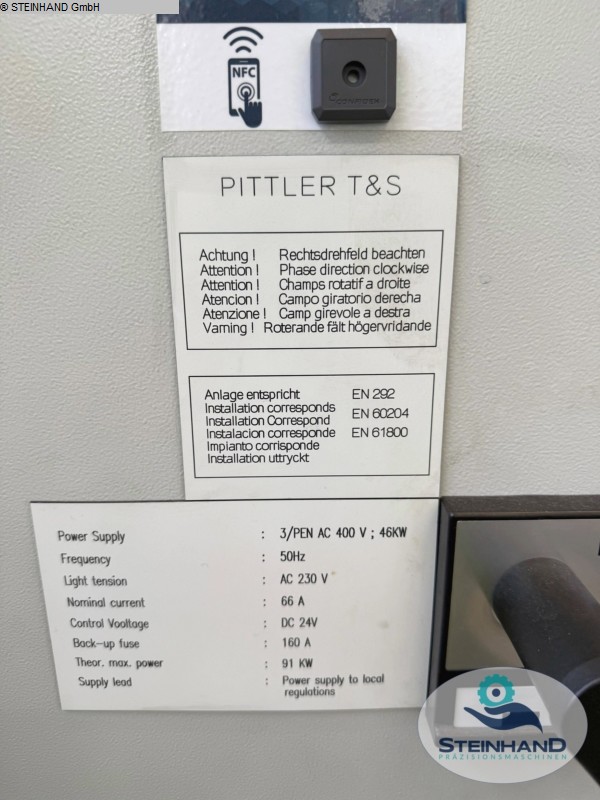 © STEINHAND GmbH
NFC
PITTLER T&S
Achtung ! Rechtsdrehfeld beachten
Attention ! Phase direction clockwise
Attention ! Champs rotatif a droite
Atencion ! Campo giratorio derecha
Atenzione ! Camp girevole a destra
Varning ! Roterande fält högervridande
Anlage entspricht EN 292
Installation corresponds
Installation Correspond EN 60204
Instalacion corresponde EN 61800
Impianto corrisponde
Installation uttryckt
Power Supply : 3/PEN AC 400 V ; 46KW
Frequency : 50Hz
Light tension : AC 230 V
Nominal current : 66 A
Control Vooltage : DC 24V
Back-up fuse : 160 A
Theor. max. power : 91 KW
Supply lead : Power supply to local
regulations
STEINHAND
PRÄZISIONSMASCHINEN